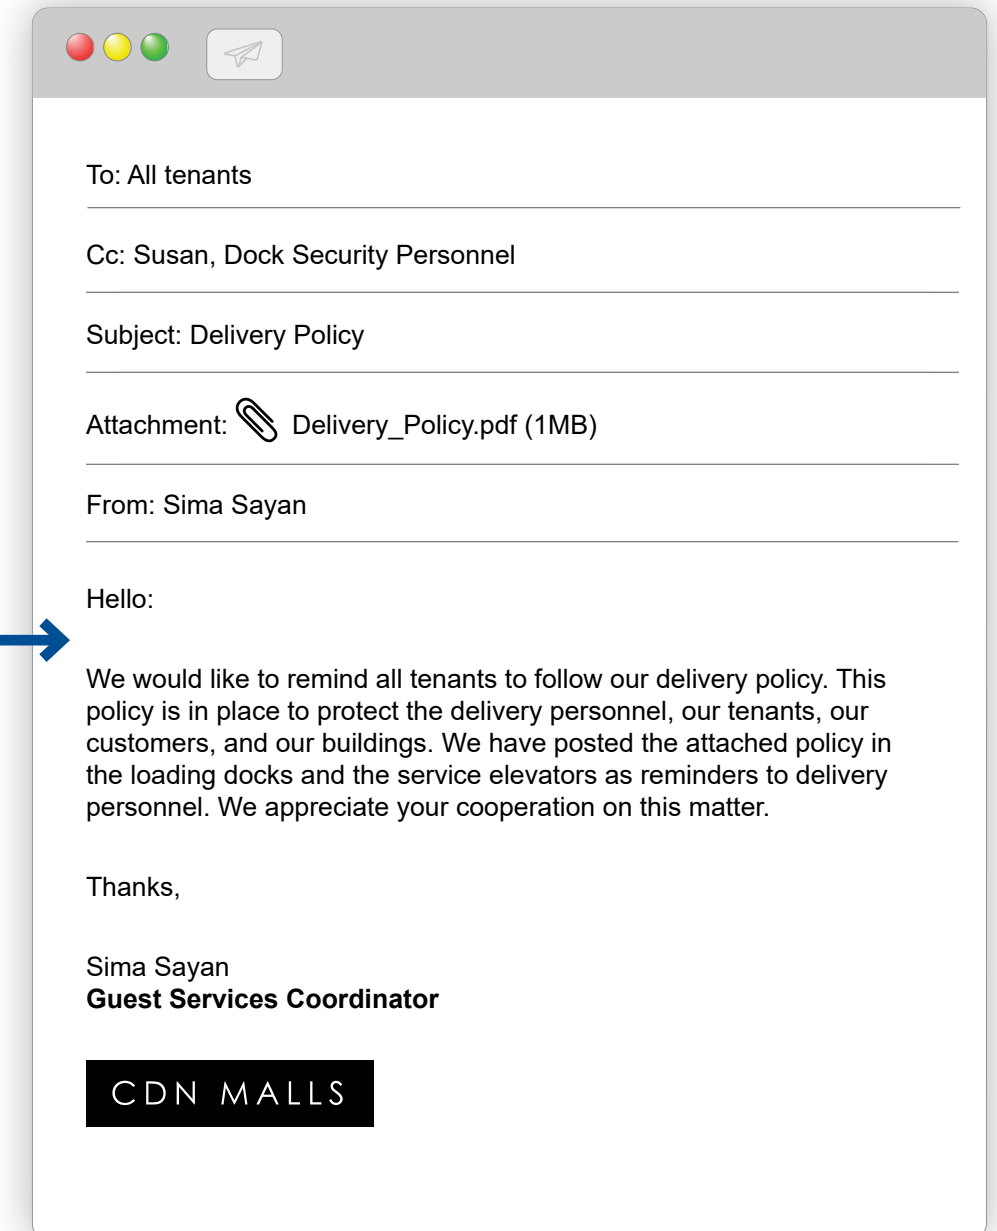 To: All tenants
Cc: Susan, Dock Security Personnel
Subject: Delivery Policy
Attachment: Delivery_Policy.pdf (1MB)
From: Sima Sayan
Hello:
We would like to remind all tenants to follow our delivery policy. This
policy is in place to protect the delivery personnel, our tenants, our
customers, and our buildings. We have posted the attached policy in
the loading docks and the service elevators as reminders to delivery
personnel. We appreciate your cooperation on this matter.
Thanks,
Sima Sayan
Guest Services Coordinator
CDN MALLS